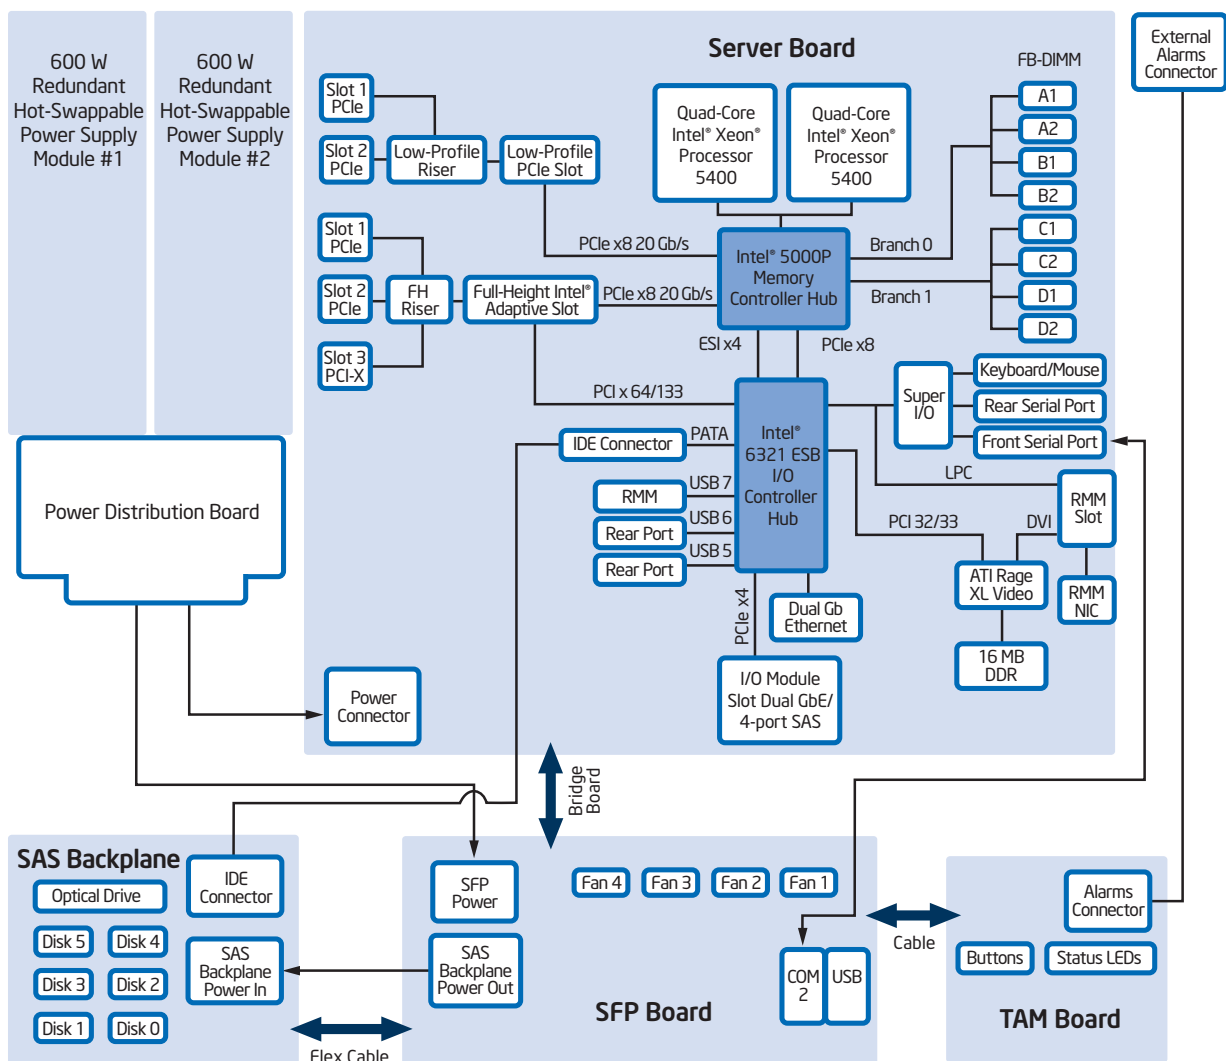 600 W
Redundant
Hot-Swappable
Power Supply
Module #1
600 W
Redundant
Hot-Swappable
Power Supply
Module #2
Server Board
External
Alarms
Connector
FB-DIMM
Slot 1
PCIe
Slot 2
PCIe
Low-Profile
Riser
Low-Profile
PCIe Slot
Quad-Core
Intel® Xeon®
Processor
5400
Quad-Core
Intel® Xeon®
Processor
5400
A1
A2
B1
B2
C1
C2
D1
D2
Slot 1
PCIe
Slot 2
PCIe
Slot 3
PCI-X
FH
Riser
Full-Height Intel®
Adaptive Slot
PCIe x8 20 Gb/s
PCIe x8 20 Gb/s
Intel® 5000P
Memory
Controller Hub
Branch 0
Branch 1
ESI x4
PCIe x8
PCI x 64/133
Super
I/O
Keyboard/Mouse
Rear Serial Port
Front Serial Port
IDE Connector
PATA
Intel®
6321 ESB
I/O
Controller
Hub
RMM
USB 7
Rear Port
USB 6
Rear Port
USB 5
LPC
PCI 32/33
DVI
RMM
Slot
ATI Rage
XL Video
RMM
NIC
16 MB
DDR
PCIe x4
Dual Gb
Ethernet
I/O Module
Slot Dual GbE/
4-port SAS
Power Distribution Board
Power
Connector
Bridge
Board
SAS Backplane
Optical Drive
IDE
Connector
Disk 5
Disk 4
Disk 3
Disk 2
Disk 1
Disk 0
SAS
Backplane
Power In
Flex Cable
SFP
Power
SAS
Backplane
Power Out
Fan 4
Fan 3
Fan 2
Fan 1
COM
2
USB
SFP Board
Cable
Alarms
Connector
Buttons
Status LEDs
TAM Board